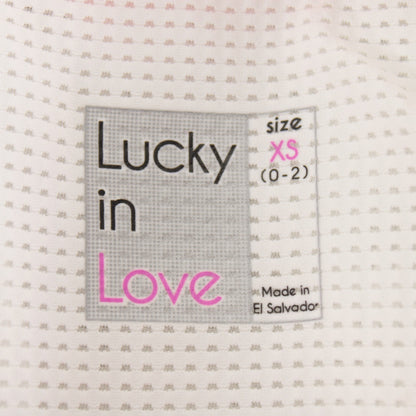 Lucky
in
Love
size
XS
(0-2)
Made in
El Salvador